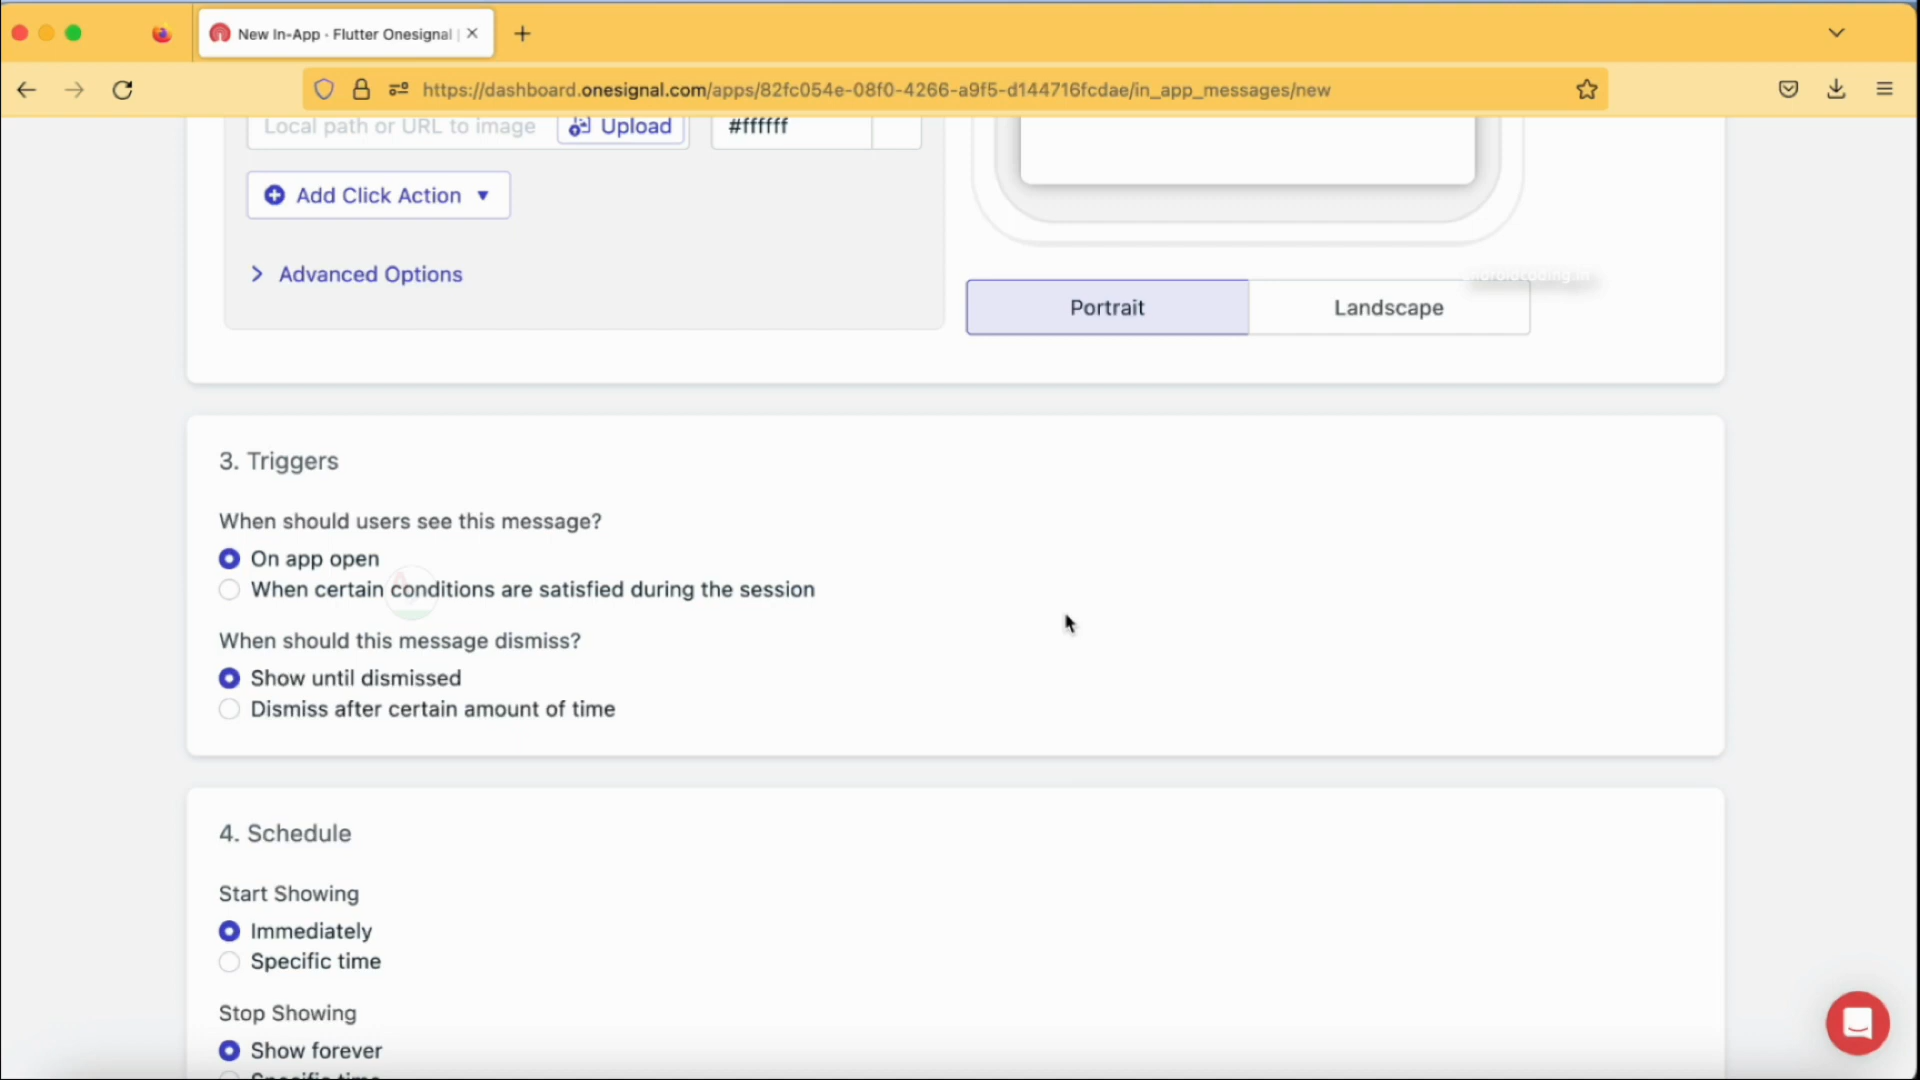 New In-App - Flutter Onesignal |
https://dashboard.onesignal.com/apps/82fc054e-08f0-4266-a9f5-d144716fcdae/in_app_messages/new
Local path or URL to image
Upload
#ffffff
Add Click Action
Advanced Options
Portrait
Landscape
3. Triggers
When should users see this message?
On app open
When certain conditions are satisfied during the session
When should this message dismiss?
Show until dismissed
Dismiss after certain amount of time
4. Schedule
Start Showing
Immediately
Specific time
Stop Showing
Show forever
Specific time